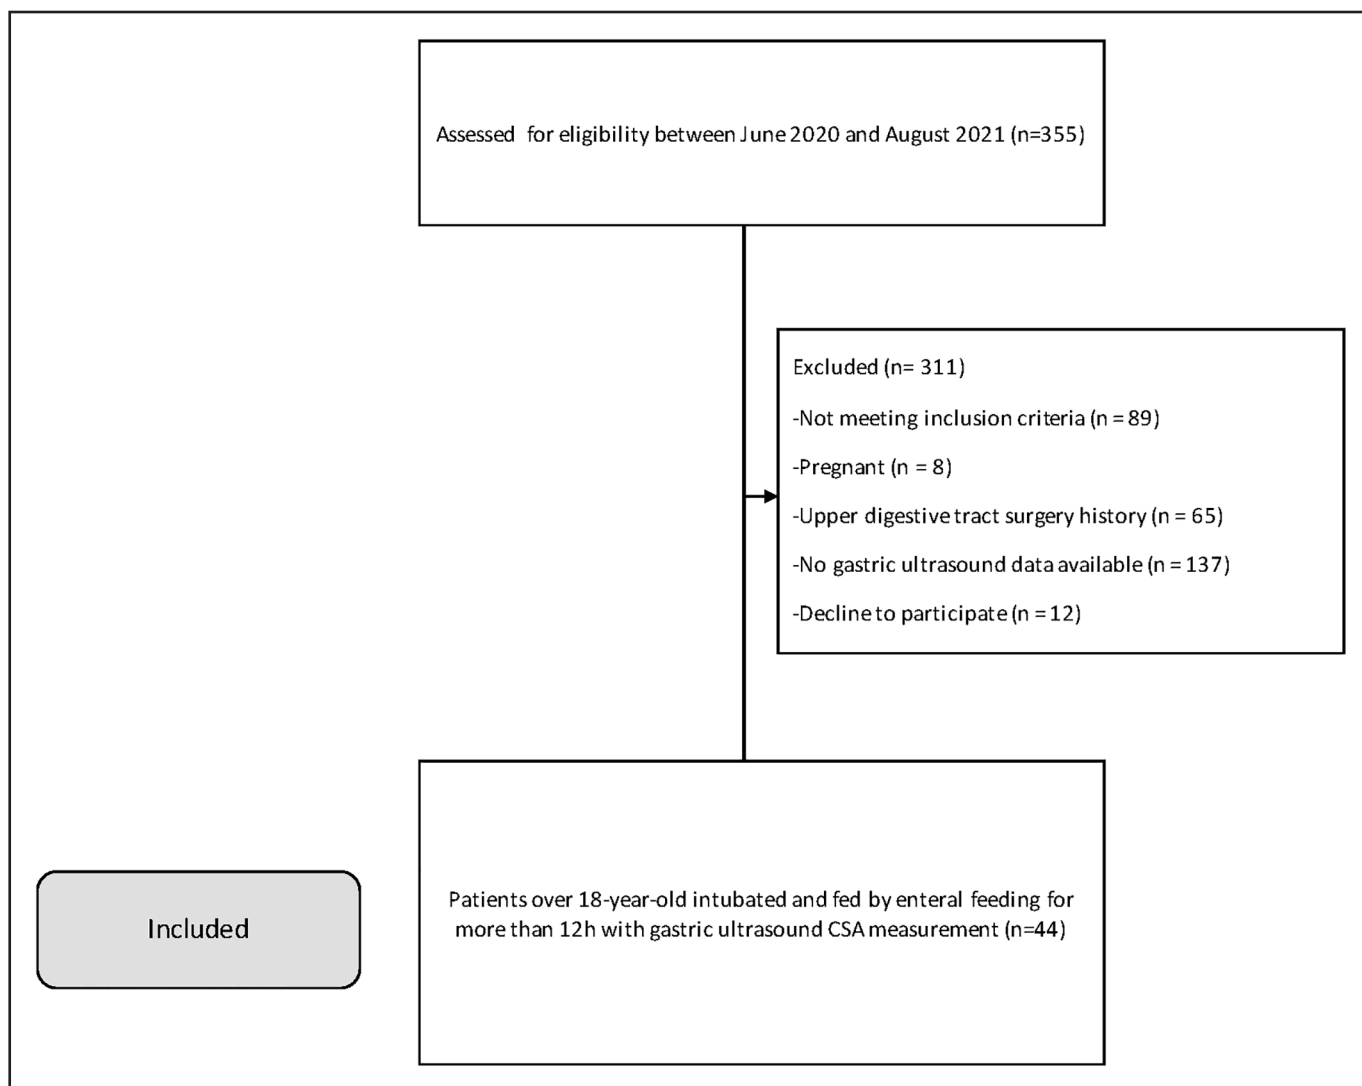 Assessed  for eligibility between June 2020 and August 2021 (n=355)
Excluded (n= 311)
-Not meeting inclusion criteria (n = 89)
-Pregnant (n = 8)
-Upper digestive tract surgery history (n = 65)
-No gastric ultrasound data available (n = 137)
-Decline to participate (n = 12)
Included
Patients over 18-year-old intubated and fed by enteral feeding for
more than 12h with gastric ultrasound CSA measurement (n=44)